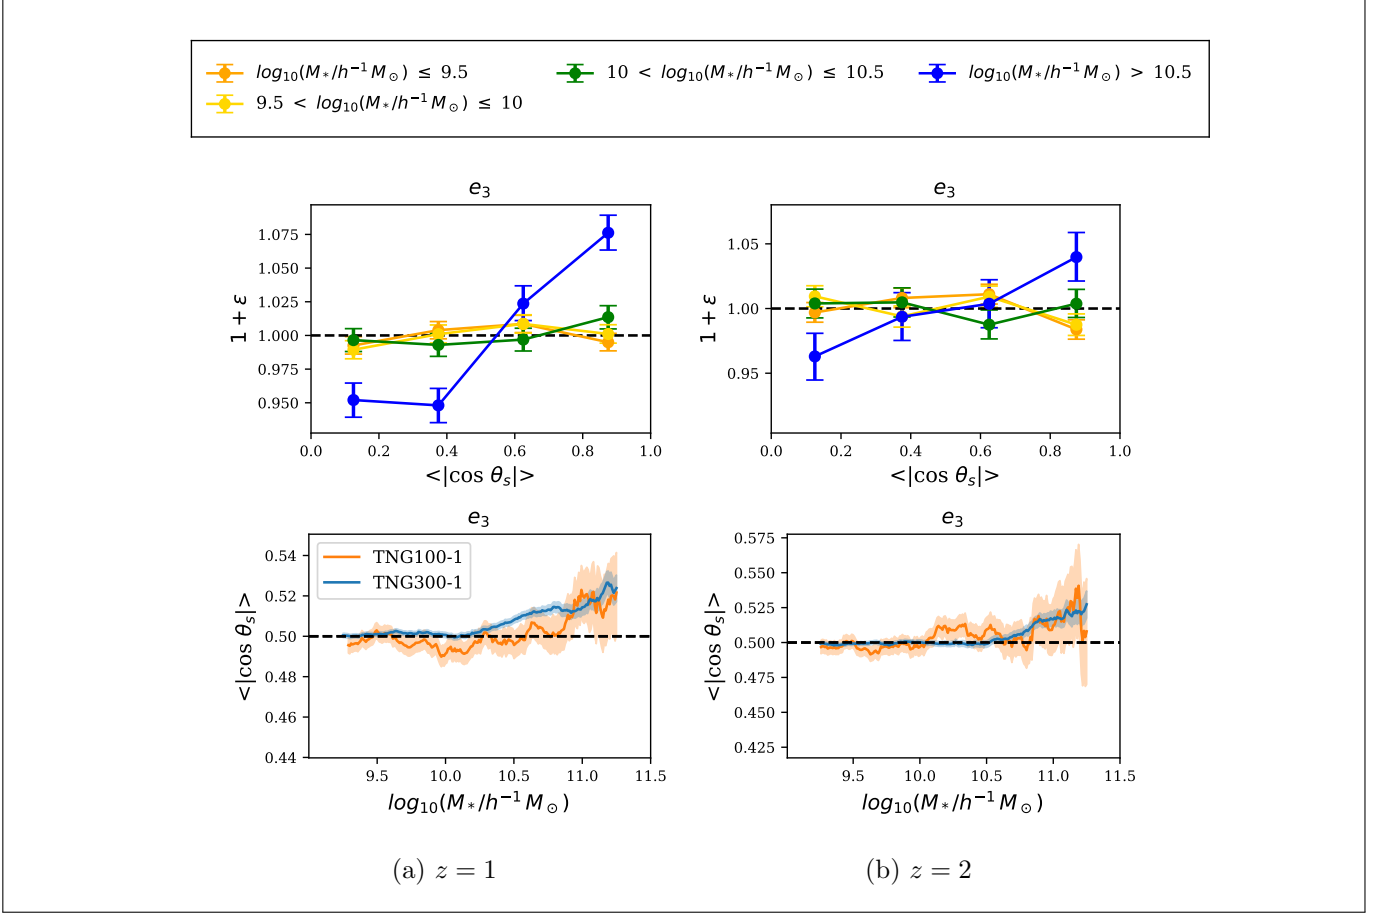 log₁₀(M*/h⁻¹M⊙) ≤ 9.5
9.5 < log₁₀(M*/h⁻¹M⊙) ≤ 10
10 < log₁₀(M*/h⁻¹M⊙) ≤ 10.5
log₁₀(M*/h⁻¹M⊙) > 10.5
e₃
1 + ε
1.075
1.050
1.025
1.000
0.975
0.950
0.0 0.2 0.4 0.6 0.8 1.0
<|cos θₛ|>
e₃
1 + ε
1.05
1.00
0.95
0.0 0.2 0.4 0.6 0.8 1.0
<|cos θₛ|>
e₃
TNG100-1
TNG300-1
<|cos θₛ|>
0.54
0.52
0.50
0.48
0.46
0.44
9.5 10.0 10.5 11.0 11.5
log₁₀(M*/h⁻¹M⊙)
e₃
<|cos θₛ|>
0.575
0.550
0.525
0.500
0.475
0.450
0.425
9.5 10.0 10.5 11.0 11.5
log₁₀(M*/h⁻¹M⊙)
(a) z = 1
(b) z = 2